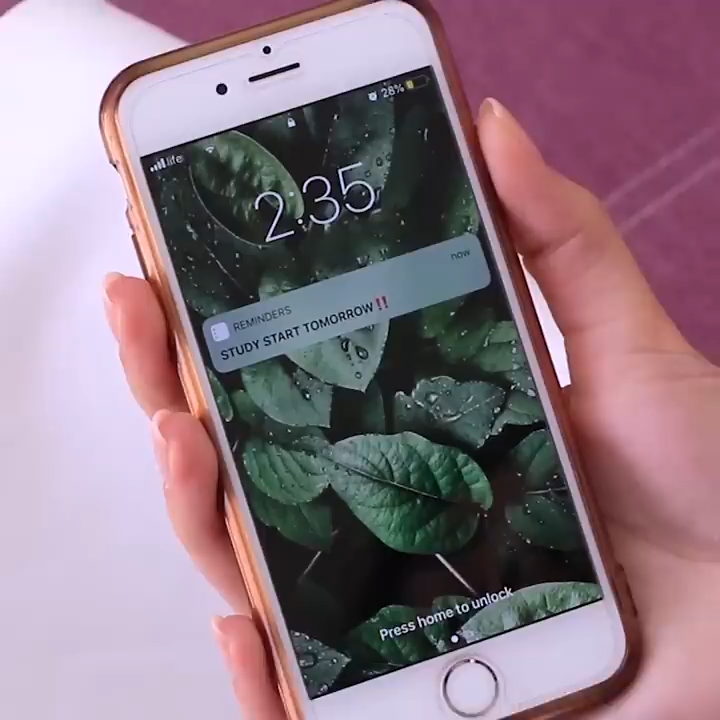 life
28%
2:35
REMINDERS
now
STUDY START TOMORROW‼️
Press home to unlock